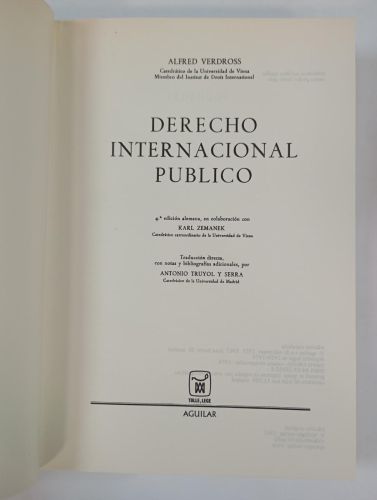 ALFRED VERDROSS
Catedrático de la Universidad de Viena
Miembro del Institut de Droit International
DERECHO
INTERNACIONAL
PUBLICO
4.ª edición alemana, en colaboración con
KARL ZEMANEK
Catedrático extraordinario de la Universidad de Viena
Traducción directa,
con notas y bibliografías adicionales, por
ANTONIO TRUYOL Y SERRA
Catedrático de la Universidad de Madrid
TOLLE, LEGE
AGUILAR